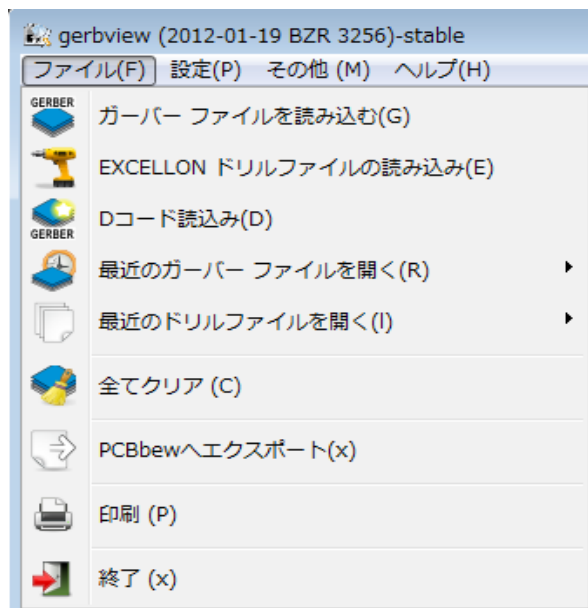 gerbview (2012-01-19 BZR 3256)-stable
ファイル(F) 設定(P) その他 (M) ヘルプ(H)
GERBER
ガーバー ファイルを読み込む(G)
EXCELLON ドリルファイルの読み込み(E)
Dコード読込み(D)
GERBER
最近のガーバー ファイルを開く(R)
最近のドリルファイルを開く(I)
全てクリア (C)
PCBbewへエクスポート(x)
印刷 (P)
終了 (x)